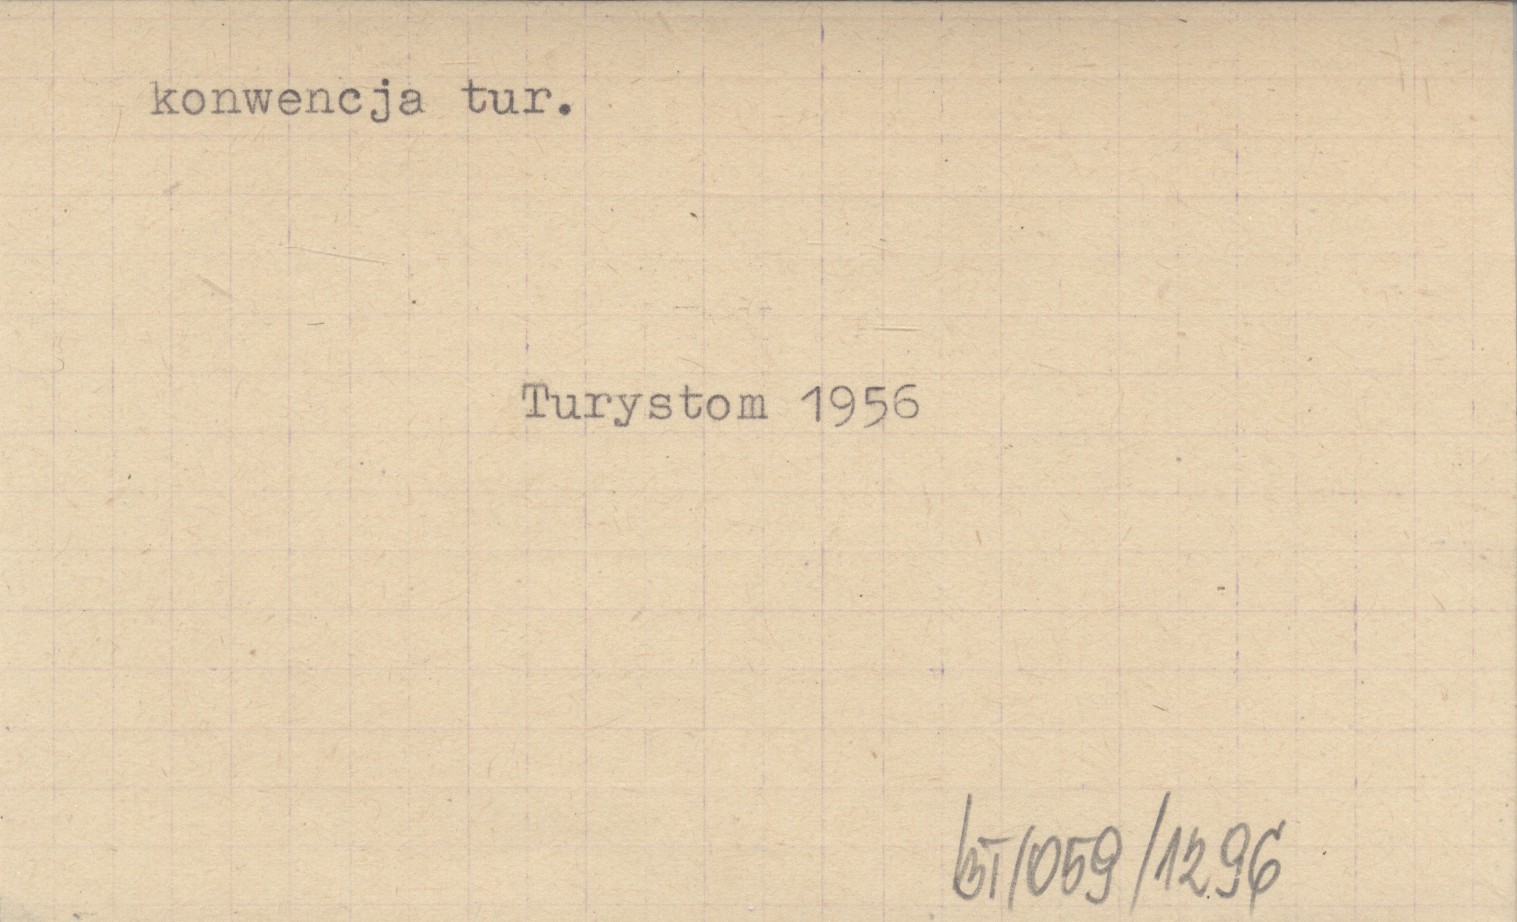 konwencja tur.
Turystom 1956
BT/059/1296